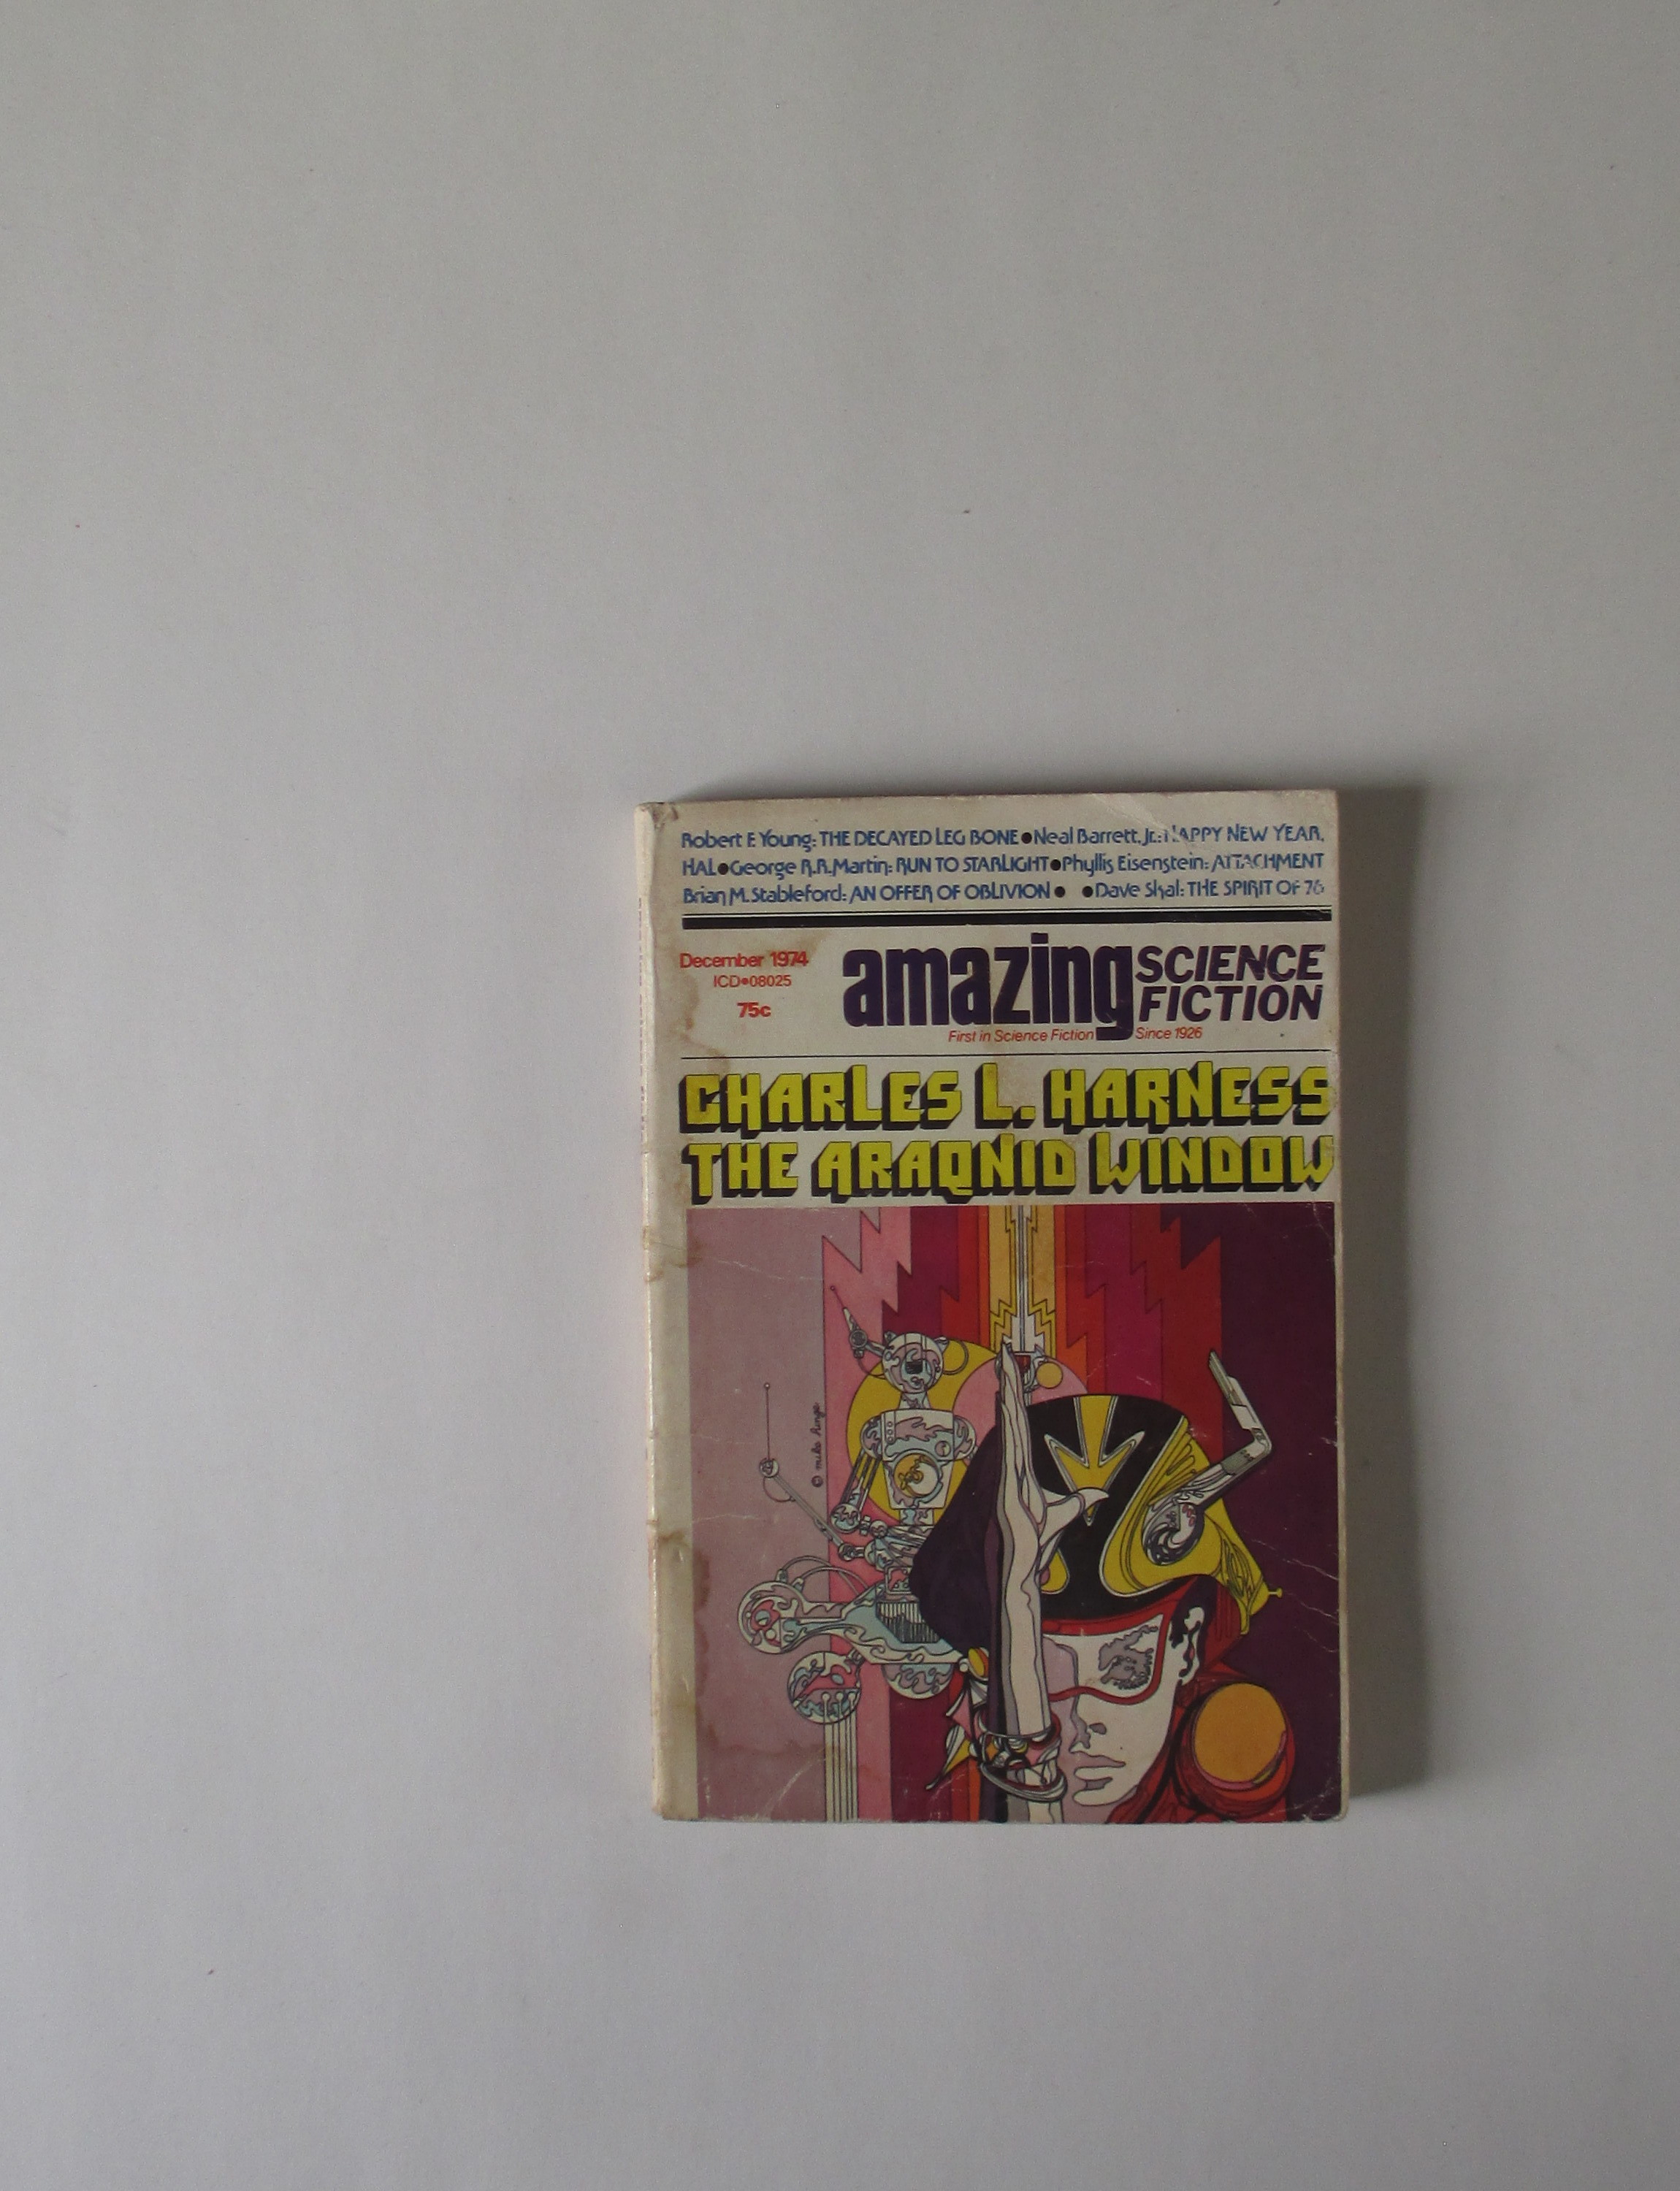 Robert F. Young: THE DECAYED LEG BONE●Neal Barrett, Jr.: HAPPY NEW YEAR,
HAL●George R.R. Martin: RUN TO STARLIGHT●Phyllis Eisenstein: ATTACHMENT
Brian M. Stableford: AN OFFER OF OBLIVION ● ●Dave Skal: THE SPIRIT OF 76
December 1974
ICD●08025
75c
amazing SCIENCE FICTION
First in Science Fiction Since 1926
CHARLES L. HARNESS
THE ARAQNID WINDOW
© mike hinge